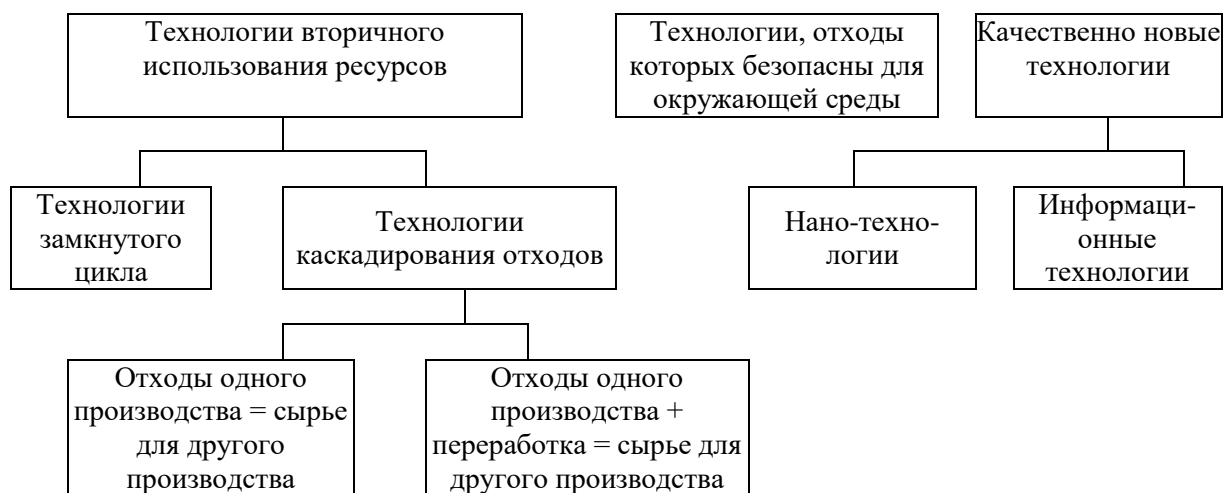 Технологии вторичного
использования ресурсов
Технологии, отходы
которых безопасны для
окружающей среды
Качественно новые
технологии
Технологии
замкнутого
цикла
Технологии
каскадирования отходов
Нано-техно-
логии
Информаци-
онные
технологии
Отходы одного
производства = сырье
для другого
производства
Отходы одного
производства +
переработка = сырье для
другого производства